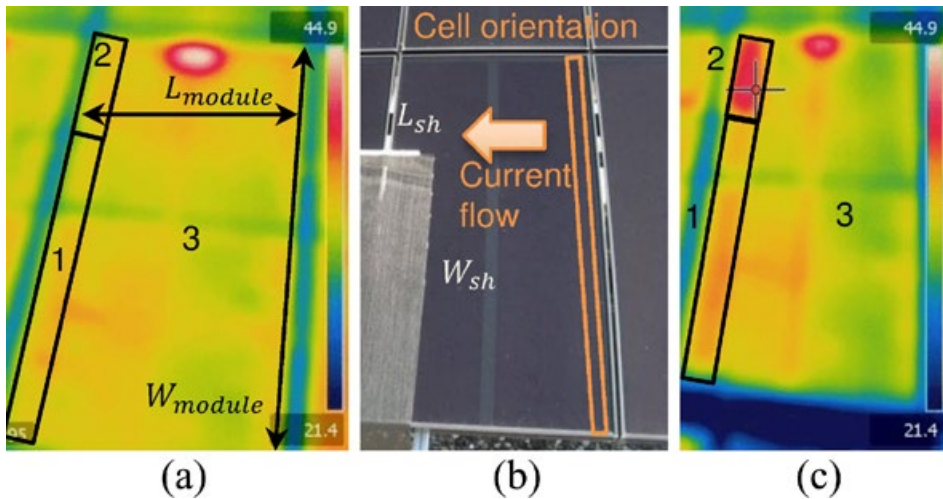 44.9
2
L_module
3
1
W_module
95
21.4
(a)
Cell orientation
L_sh
Current
flow
W_sh
(b)
44.9
2
1
3
21.4
(c)